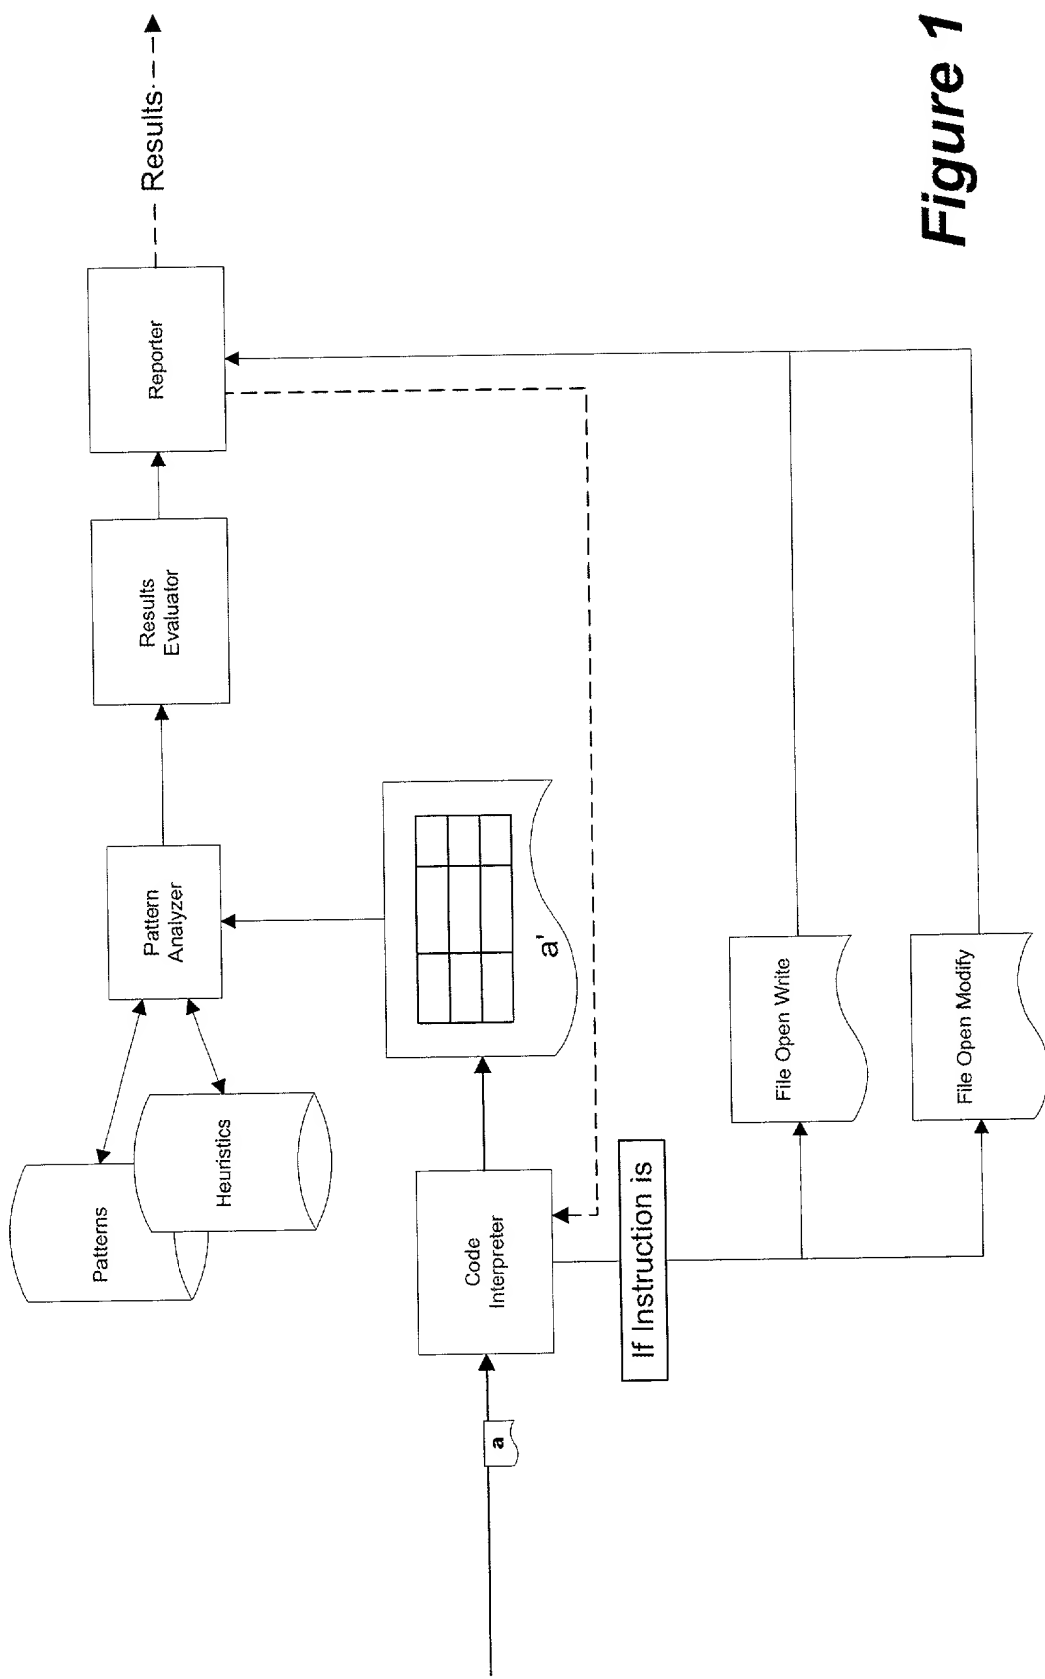 Patterns
Heuristics
Pattern
Analyzer
Results
Evaluator
Reporter
Results
a
Code
Interpreter
a'
If Instruction is
File Open Write
File Open Modify
Figure 1